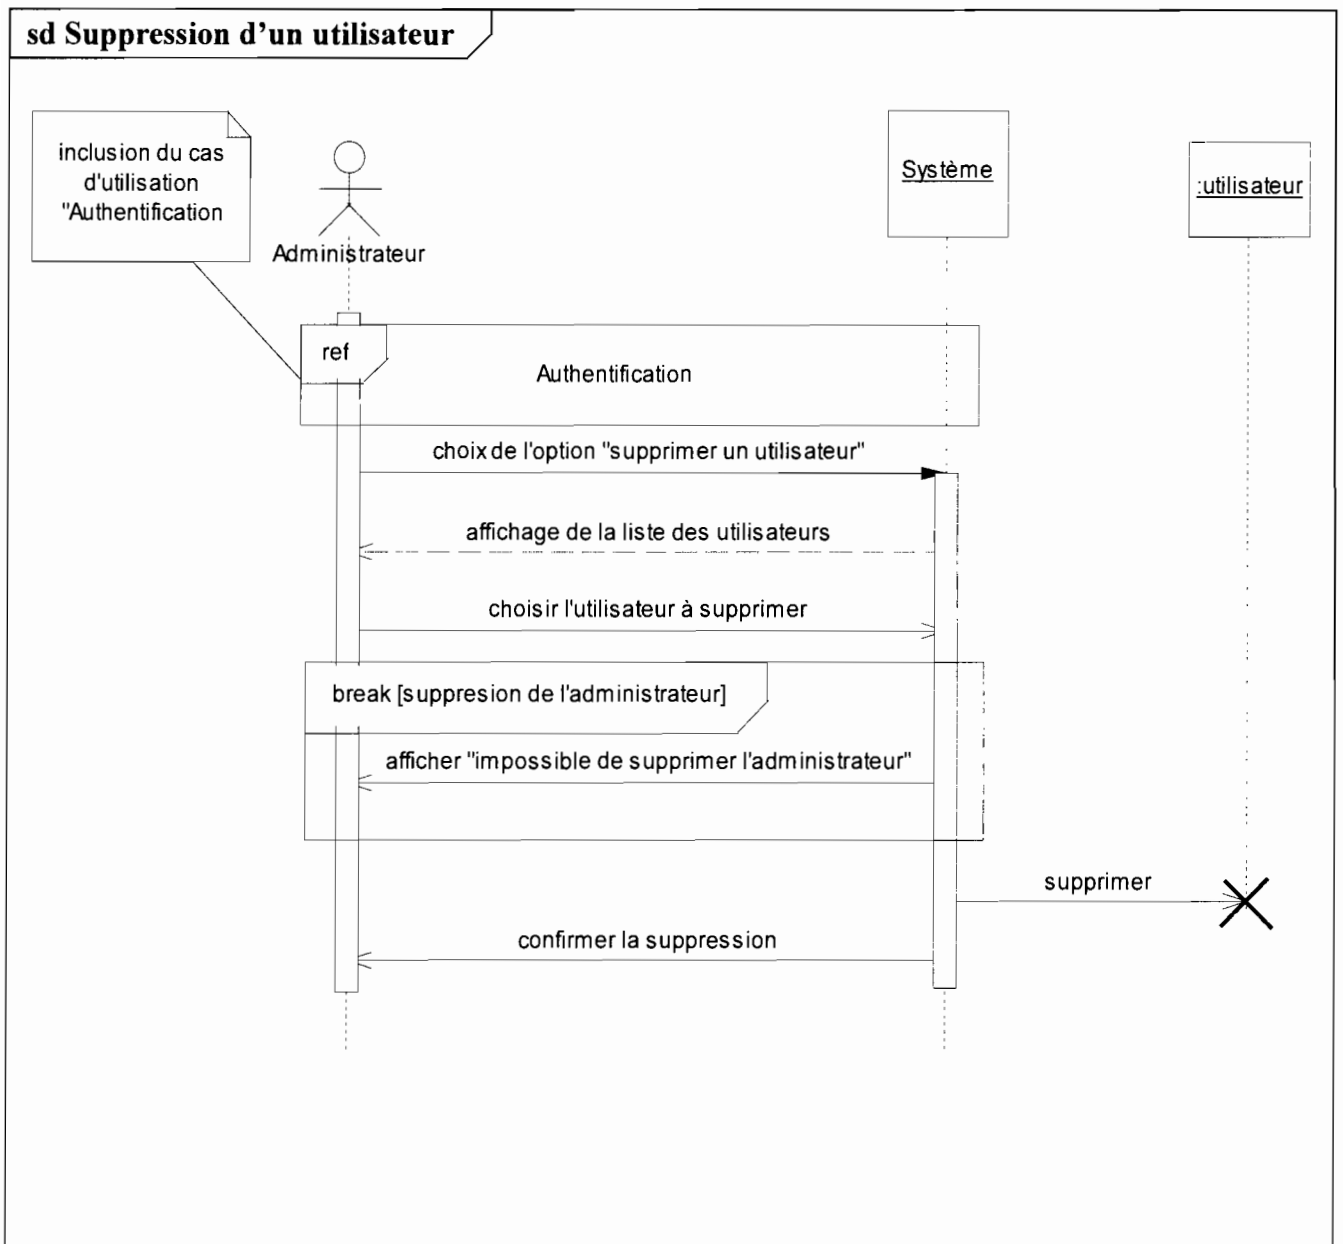 sd Suppression d'un utilisateur
inclusion du cas
d'utilisation
"Authentification
Administrateur
Système
:utilisateur
ref
Authentification
choix de l'option "supprimer un utilisateur"
affichage de la liste des utilisateurs
choisir l'utilisateur à supprimer
break [suppresion de l'administrateur]
afficher "impossible de supprimer l'administrateur"
supprimer
confirmer la suppression